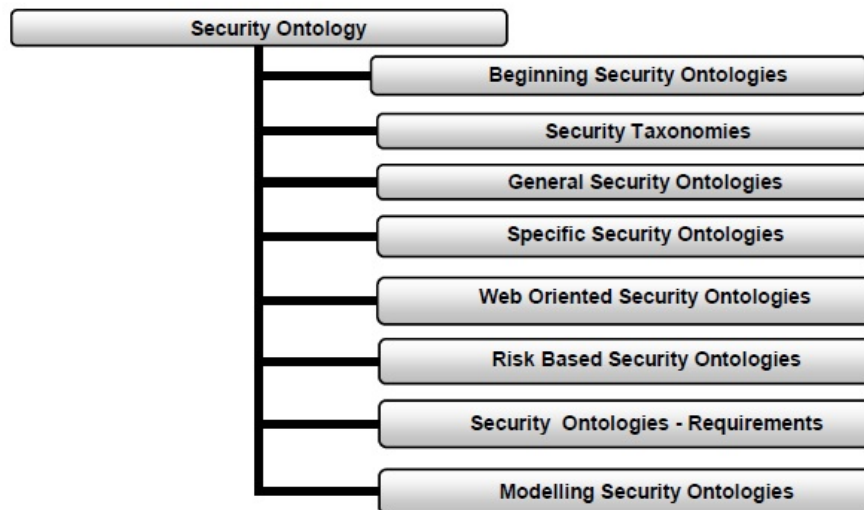 Security Ontology
Beginning Security Ontologies
Security Taxonomies
General Security Ontologies
Specific Security Ontologies
Web Oriented Security Ontologies
Risk Based Security Ontologies
Security Ontologies - Requirements
Modelling Security Ontologies